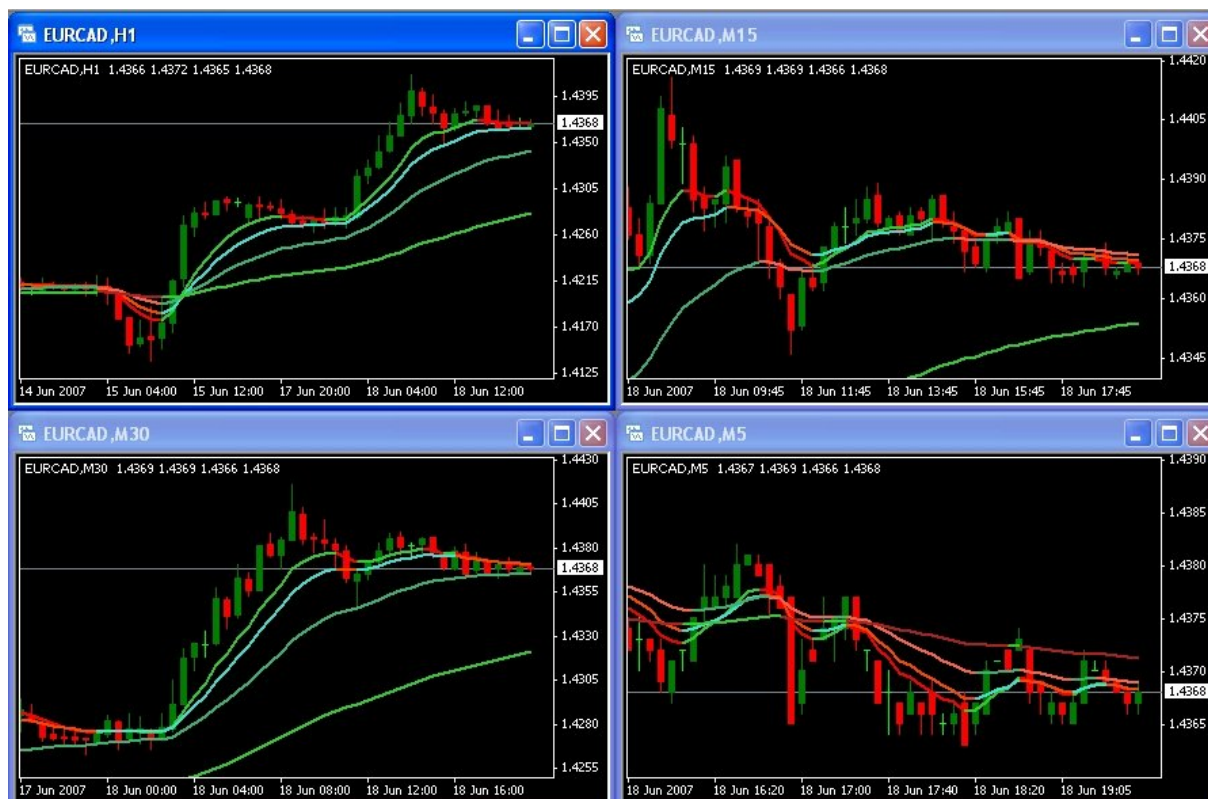 EURCAD,H1
EURCAD,H1 1.4366 1.4372 1.4365 1.4368
1.4395
1.4368
1.4350
1.4305
1.4260
1.4215
1.4170
1.4125
14 Jun 2007 15 Jun 04:00 15 Jun 12:00 17 Jun 20:00 18 Jun 04:00 18 Jun 12:00
EURCAD,M15
EURCAD,M15 1.4369 1.4369 1.4366 1.4368
1.4420
1.4405
1.4390
1.4375
1.4368
1.4360
1.4345
18 Jun 2007 18 Jun 09:45 18 Jun 11:45 18 Jun 13:45 18 Jun 15:45 18 Jun 17:45
EURCAD,M30
EURCAD,M30 1.4369 1.4369 1.4366 1.4368
1.4430
1.4405
1.4380
1.4368
1.4355
1.4330
1.4305
1.4280
1.4255
17 Jun 2007 18 Jun 00:00 18 Jun 04:00 18 Jun 08:00 18 Jun 12:00 18 Jun 16:00
EURCAD,M5
EURCAD,M5 1.4367 1.4369 1.4366 1.4368
1.4390
1.4385
1.4380
1.4375
1.4370
1.4368
1.4365
18 Jun 2007 18 Jun 16:20 18 Jun 17:00 18 Jun 17:40 18 Jun 18:20 18 Jun 19:05